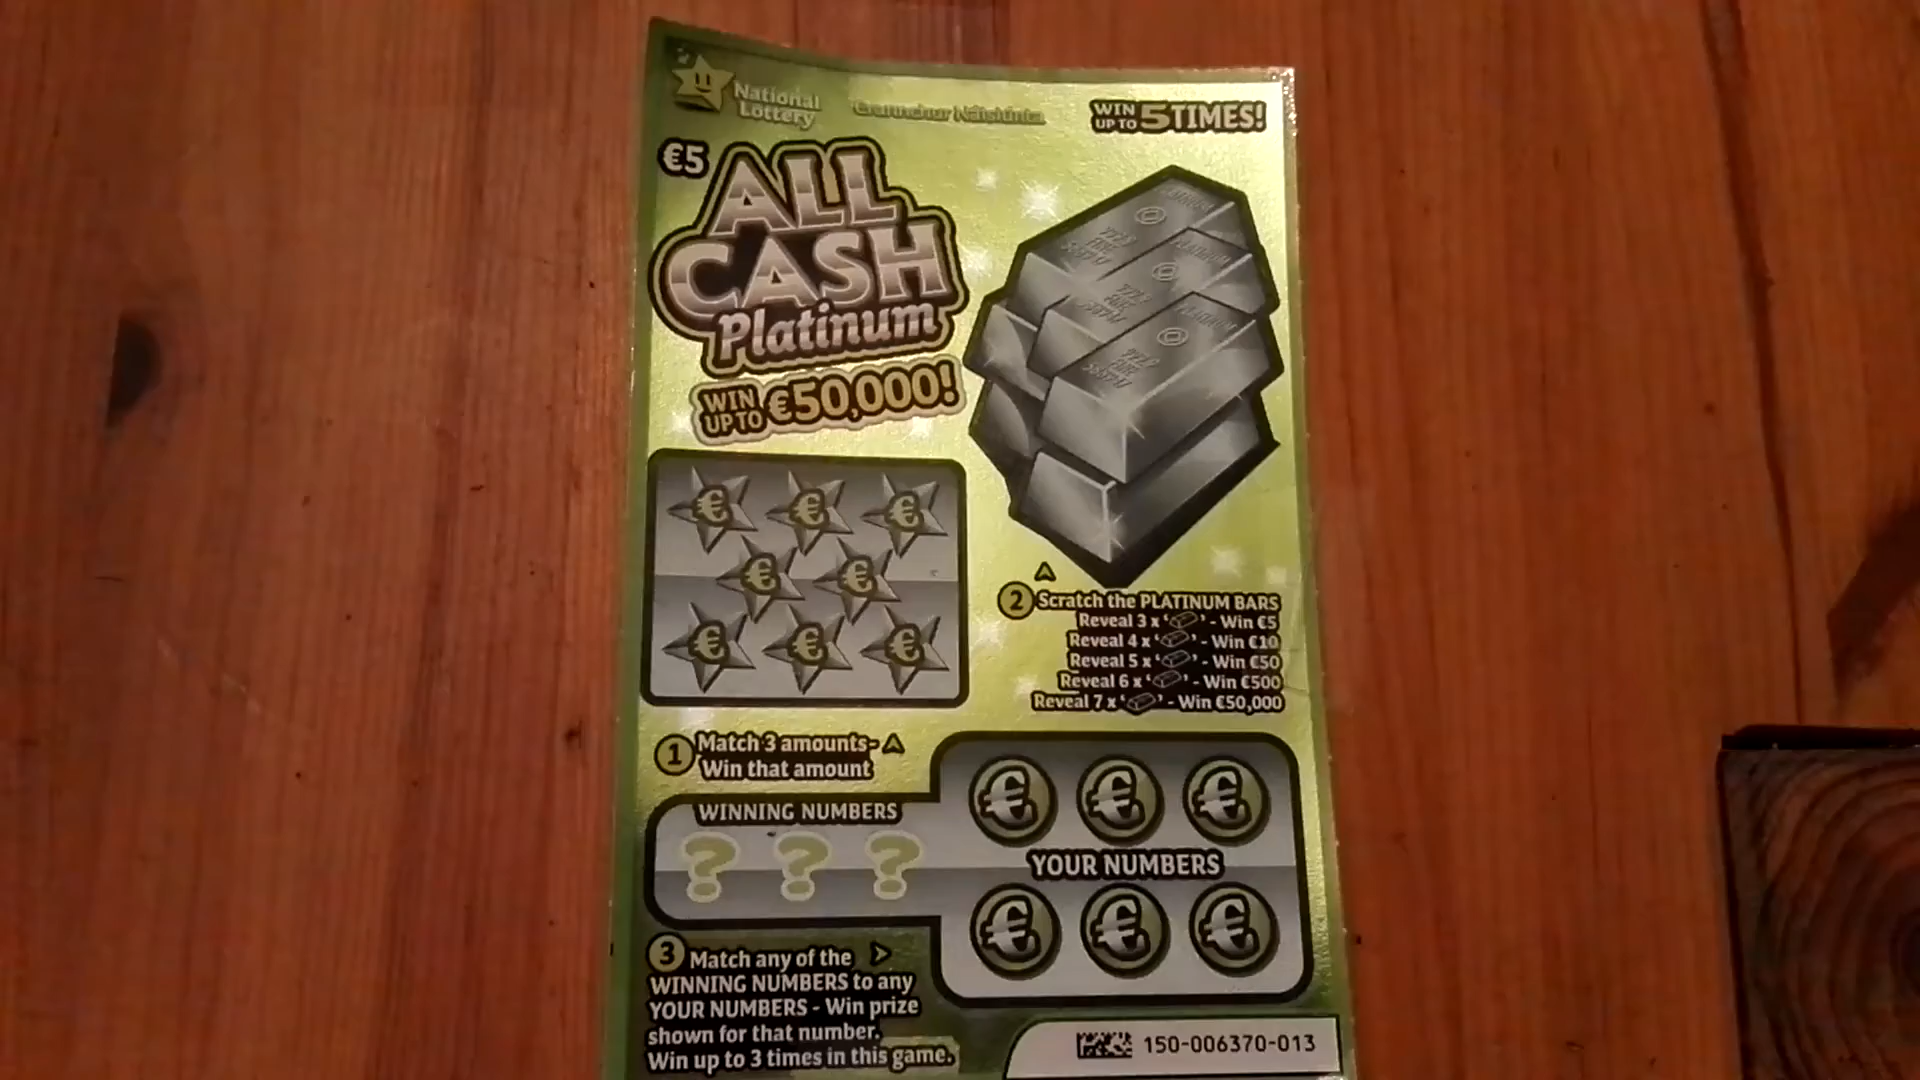 National
Lottery
Crannchur Náisiúnta
WIN
UP TO 5 TIMES!
€5
ALL
CASH
Platinum
WIN
UP TO €50,000!
PLATINUM
PLATINUM
PLATINUM
€ € €
€ €
€ € €
2 Scratch the PLATINUM BARS
Reveal 3 x ‘ ’ - Win €5
Reveal 4 x ‘ ’ - Win €10
Reveal 5 x ‘ ’ - Win €50
Reveal 6 x ‘ ’ - Win €500
Reveal 7 x ‘ ’ - Win €50,000
1 Match 3 amounts-
Win that amount
WINNING NUMBERS
? ? ?
€ € €
YOUR NUMBERS
€ € €
3 Match any of the
WINNING NUMBERS to any
YOUR NUMBERS - Win prize
shown for that number.
Win up to 3 times in this game.
150-006370-013